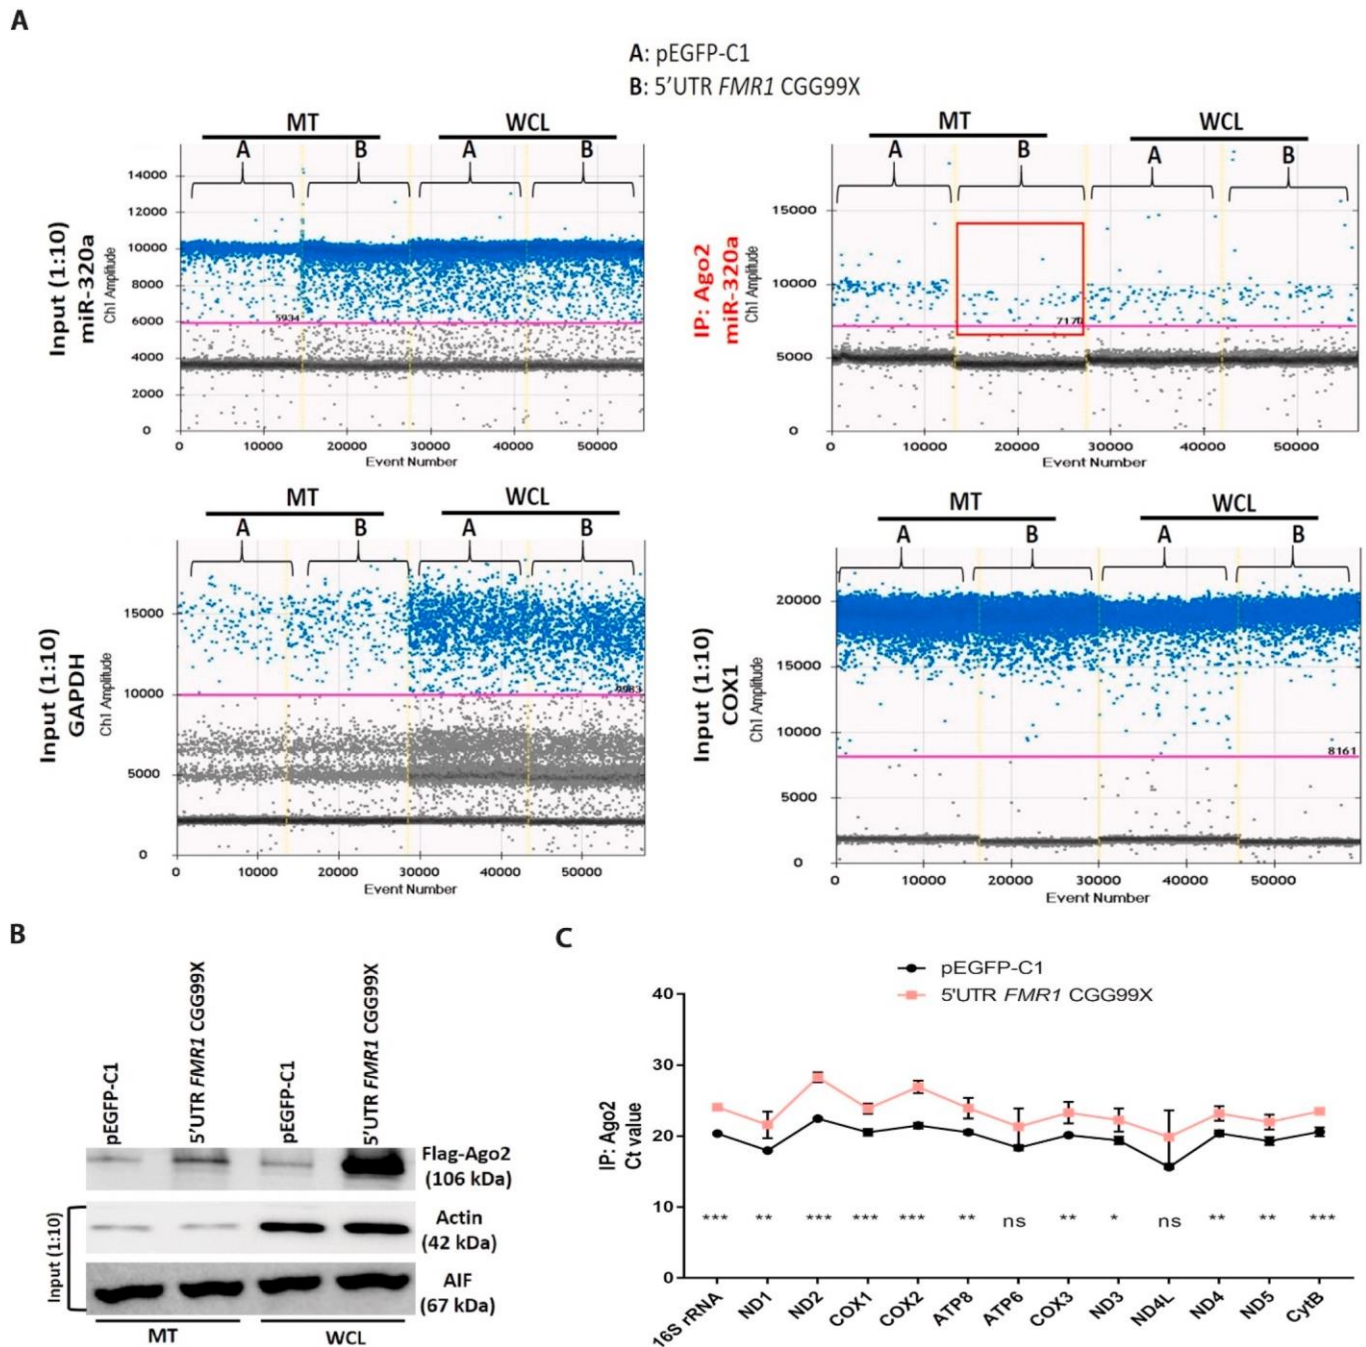 A
A: pEGFP-C1
B: 5'UTR FMR1 CGG99X
MT WCL
A B A B
Input (1:10)
miR-320a
Ch1 Amplitude
14000
12000
10000
8000
6000
4000
2000
0
5934
0 10000 20000 30000 40000 50000
Event Number
MT WCL
A B A B
IP: Ago2
miR-320a
Ch1 Amplitude
15000
10000
5000
0
7170
0 10000 20000 30000 40000 50000
Event Number
MT WCL
A B A B
Input (1:10)
GAPDH
Ch1 Amplitude
15000
10000
5000
0
0 10000 20000 30000 40000 50000
Event Number
MT WCL
A B A B
Input (1:10)
COX1
Ch1 Amplitude
20000
15000
10000
5000
0
8161
0 10000 20000 30000 40000 50000
Event Number
B
pEGFP-C1
5'UTR FMR1 CGG99X
pEGFP-C1
5'UTR FMR1 CGG99X
Flag-Ago2
(106 kDa)
Input (1:10)
Actin
(42 kDa)
AIF
(67 kDa)
MT WCL
C
pEGFP-C1
5'UTR FMR1 CGG99X
IP: Ago2
Ct value
40
30
20
10
0
*** ** *** *** *** ** ns ** * ns ** ** ***
16S rRNA ND1 ND2 COX1 COX2 ATP8 ATP6 COX3 ND3 ND4L ND4 ND5 CytB